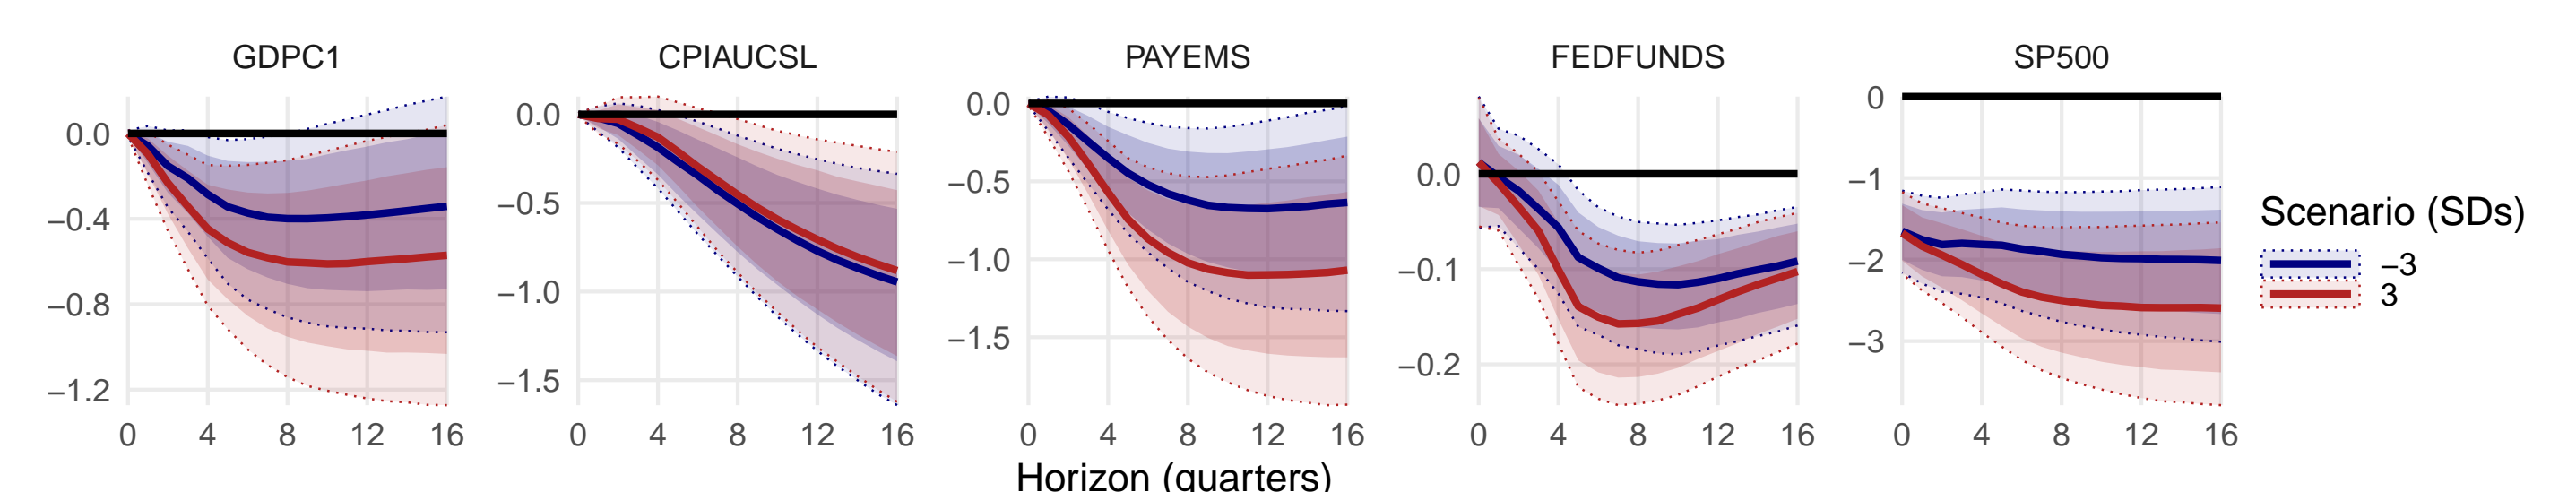 GDPC1 CPIAUCSL PAYEMS FEDFUNDS SP500
0.0 −0.4 −0.8 −1.2
0 4 8 12 16
0.0 −0.5 −1.0 −1.5
0 4 8 12 16
0.0 −0.5 −1.0 −1.5
0 4 8 12 16
0.0 −0.1 −0.2
0 4 8 12 16
0 −1 −2 −3
0 4 8 12 16
Horizon (quarters)
Scenario (SDs)
−3
3